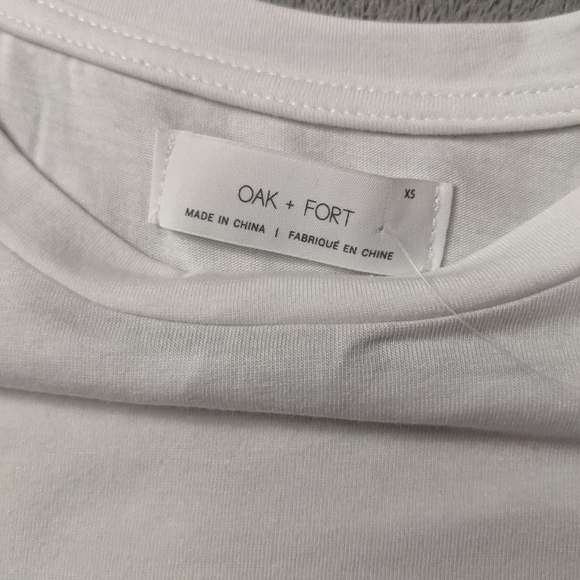 OAK + FORT
XS
MADE IN CHINA | FABRIQUÉ EN CHINE